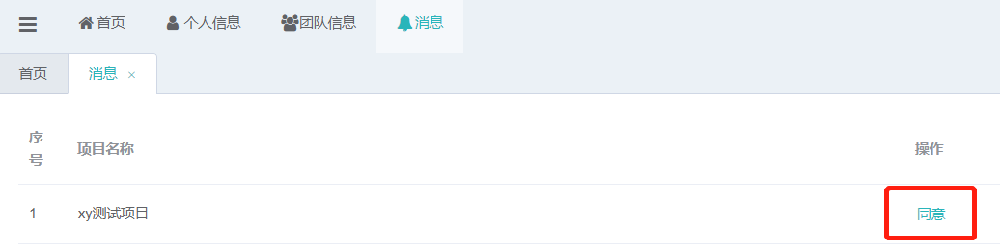 首页 个人信息 团队信息 消息
首页 消息 ×
序号 项目名称 操作
1 xy测试项目 同意